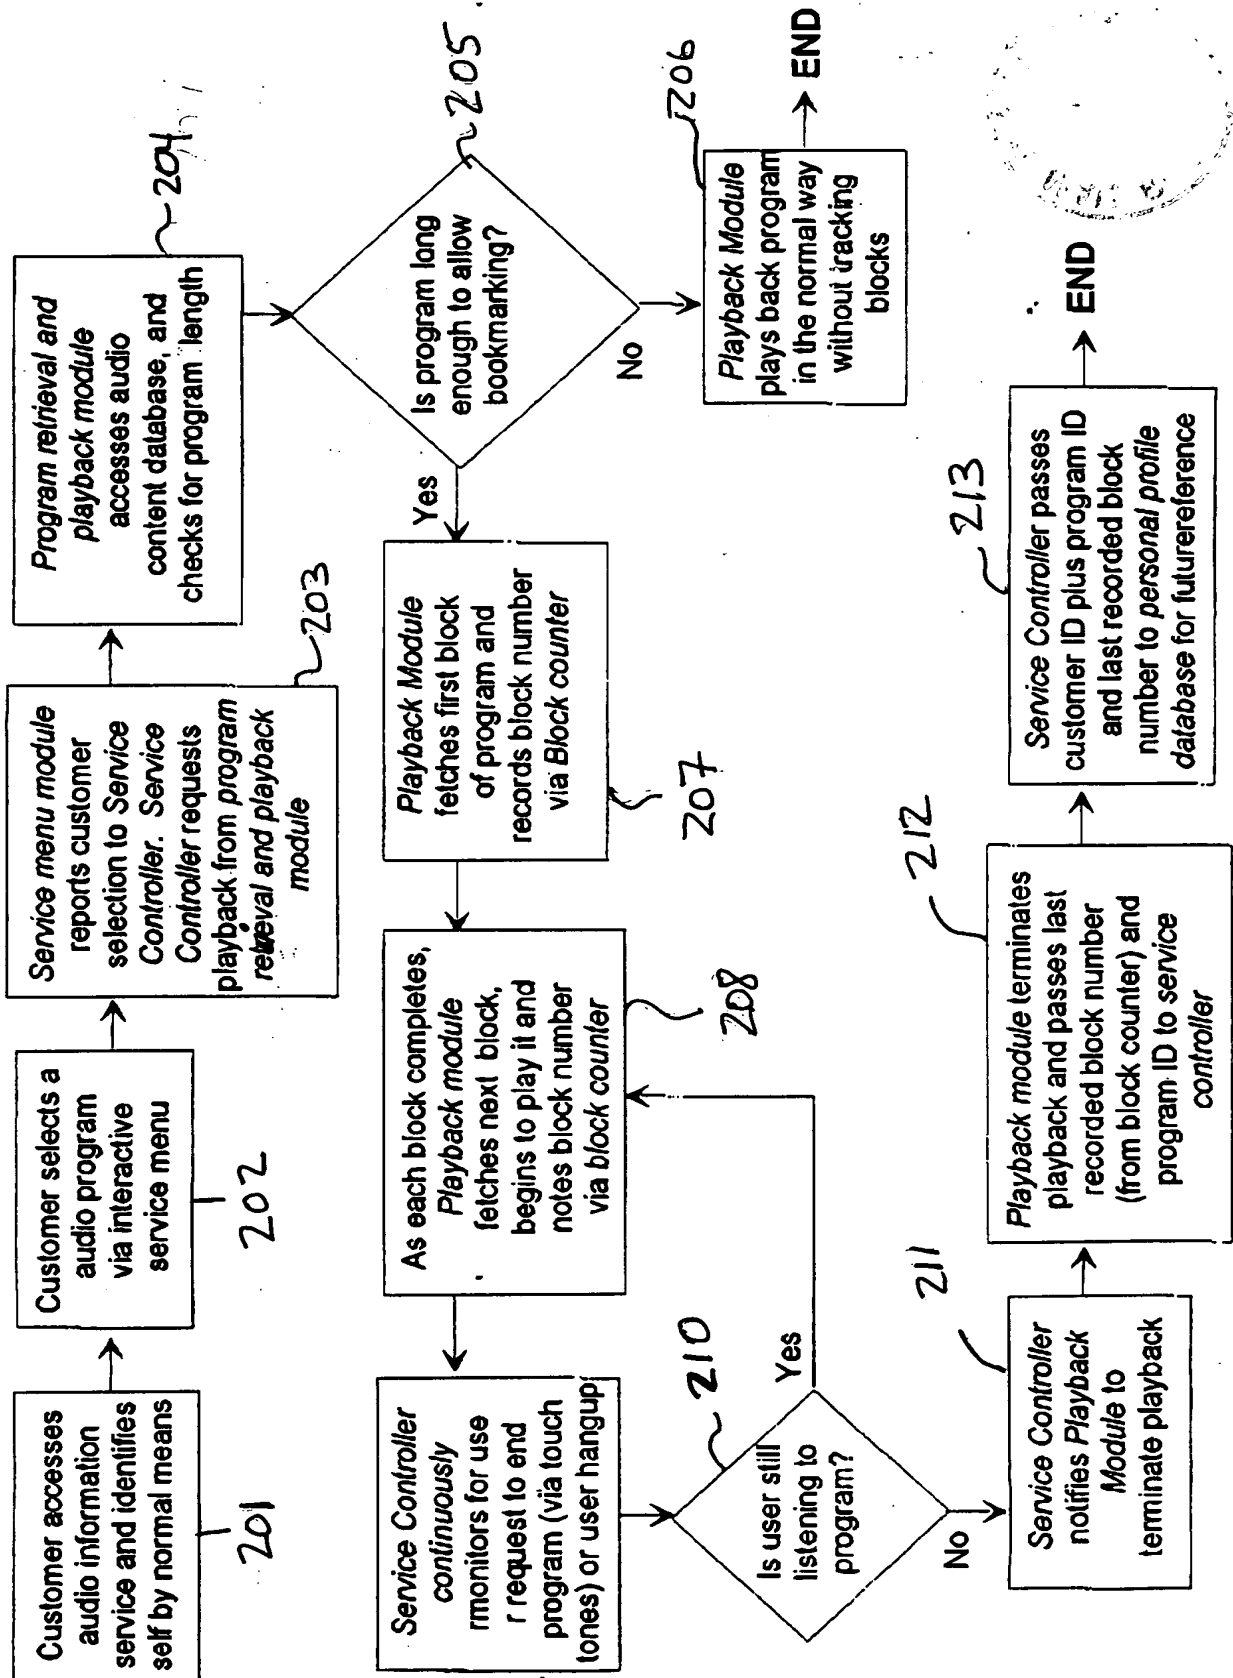 Customer accesses
audio information
service and identifies
self by normal means
201
Customer selects a
audio program
via interactive
service menu
202
Service menu module
reports customer
selection to Service
Controller. Service
Controller requests
playback from program
retrieval and playback
module
203
Program retrieval and
playback module
accesses audio
content database, and
checks for program length
204
Is program long
enough to allow
bookmarking?
205
No
Playback Module
plays back program
in the normal way
without tracking
blocks
206
END
Yes
Playback Module
fetches first block
of program and
records block number
via Block counter
207
As each block completes,
Playback module
fetches next block,
begins to play it and
notes block number
via block counter
208
Service Controller
continuously
rmonitors for use
r request to end
program (via touch
tones) or user hangup
Is user still
listening to
program?
210
Yes
No
Service Controller
notifies Playback
Module to
terminate playback
211
Playback module terminates
playback and passes last
recorded block number
(from block counter) and
program ID to service
controller
212
Service Controller passes
customer ID plus program ID
and last recorded block
number to personal profile
database for futurereference
213
END